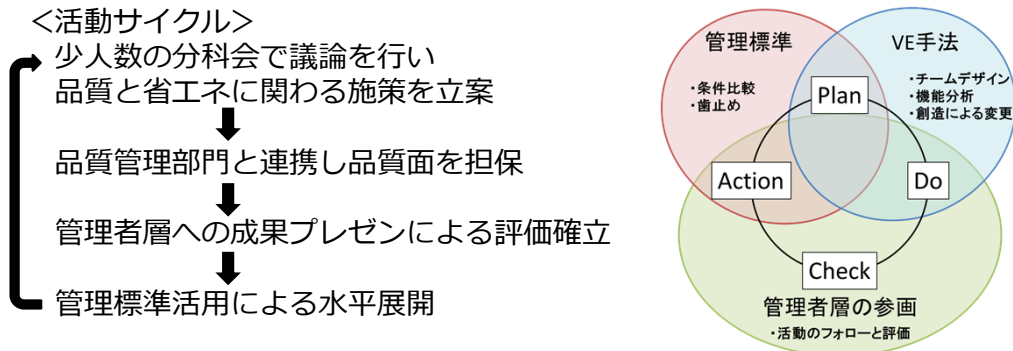 ＜活動サイクル＞
少人数の分科会で議論を行い
品質と省エネに関わる施策を立案
品質管理部門と連携し品質面を担保
管理者層への成果プレゼンによる評価確立
管理標準活用による水平展開
管理標準
・条件比較
・歯止め
VE手法
・チームデザイン
・機能分析
・創造による変更
Plan
Action
Do
Check
管理者層の参画
・活動のフォローと評価